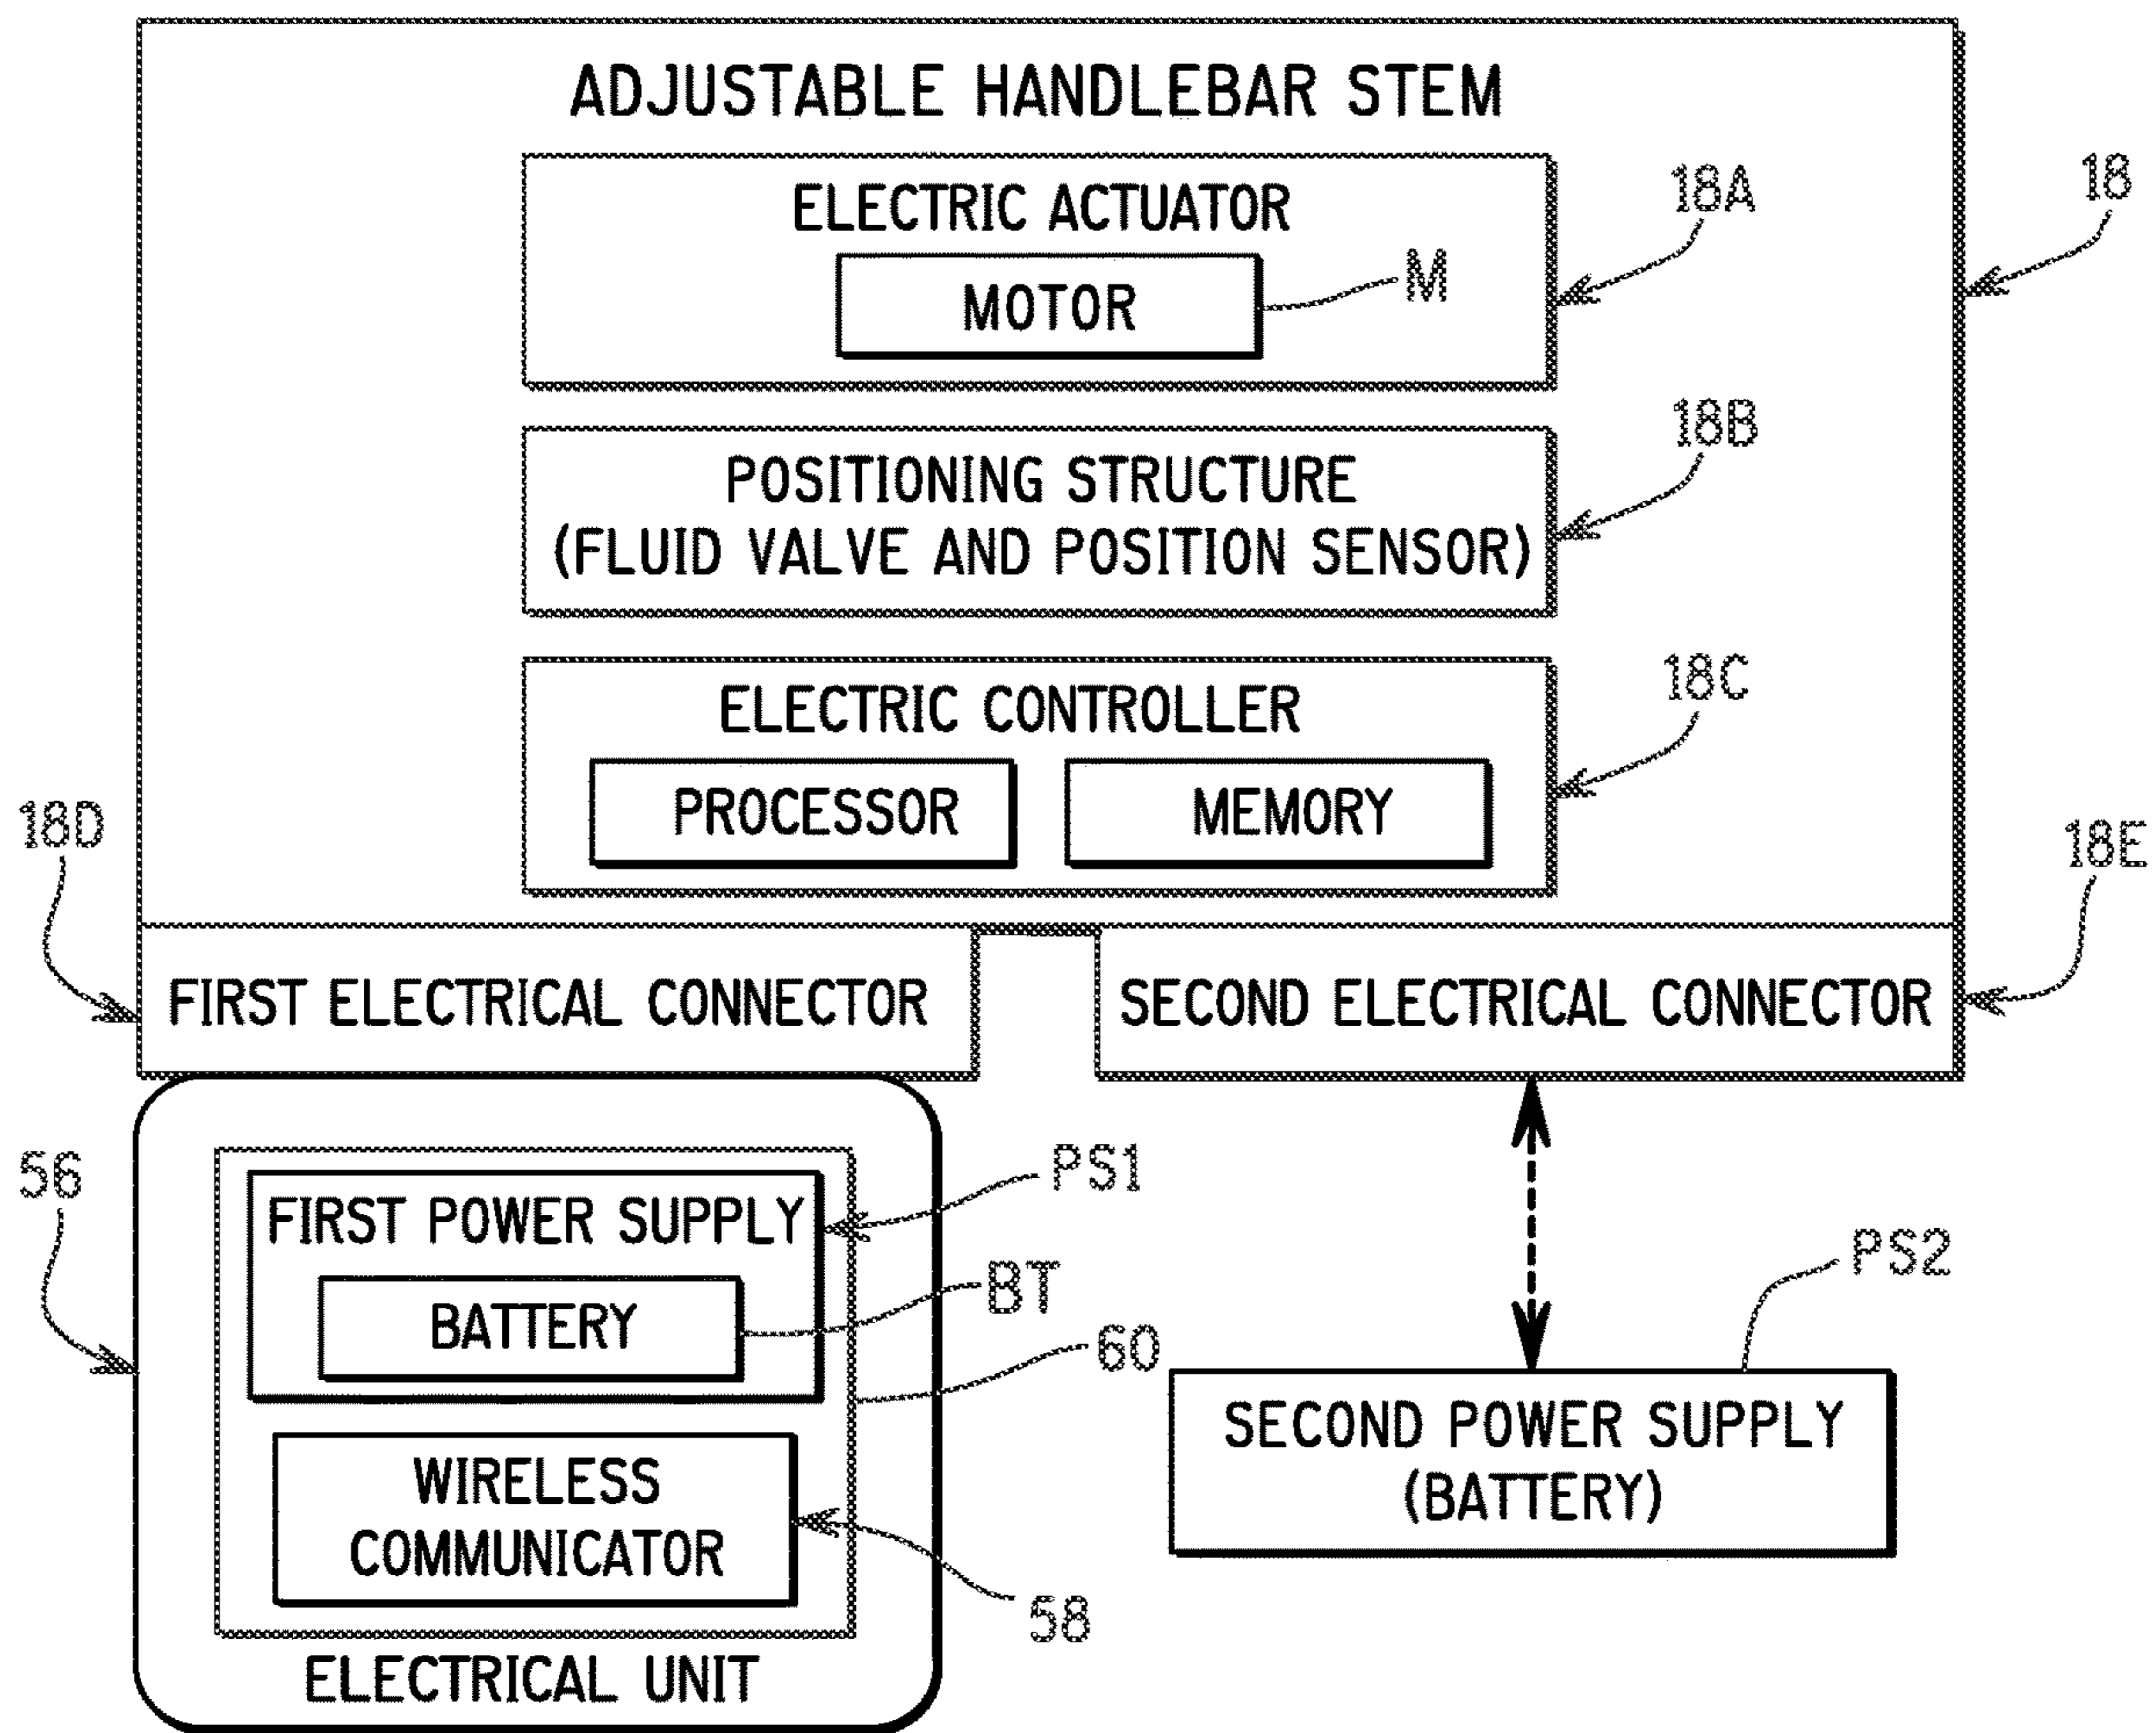 ADJUSTABLE HANDLEBAR STEM
ELECTRIC ACTUATOR
18A
18
MOTOR
M
18B
POSITIONING STRUCTURE
(FLUID VALVE AND POSITION SENSOR)
18C
ELECTRIC CONTROLLER
PROCESSOR
MEMORY
18D
18E
FIRST ELECTRICAL CONNECTOR
SECOND ELECTRICAL CONNECTOR
56
PS1
FIRST POWER SUPPLY
BATTERY
BT
60
PS2
SECOND POWER SUPPLY
(BATTERY)
WIRELESS
COMMUNICATOR
58
ELECTRICAL UNIT